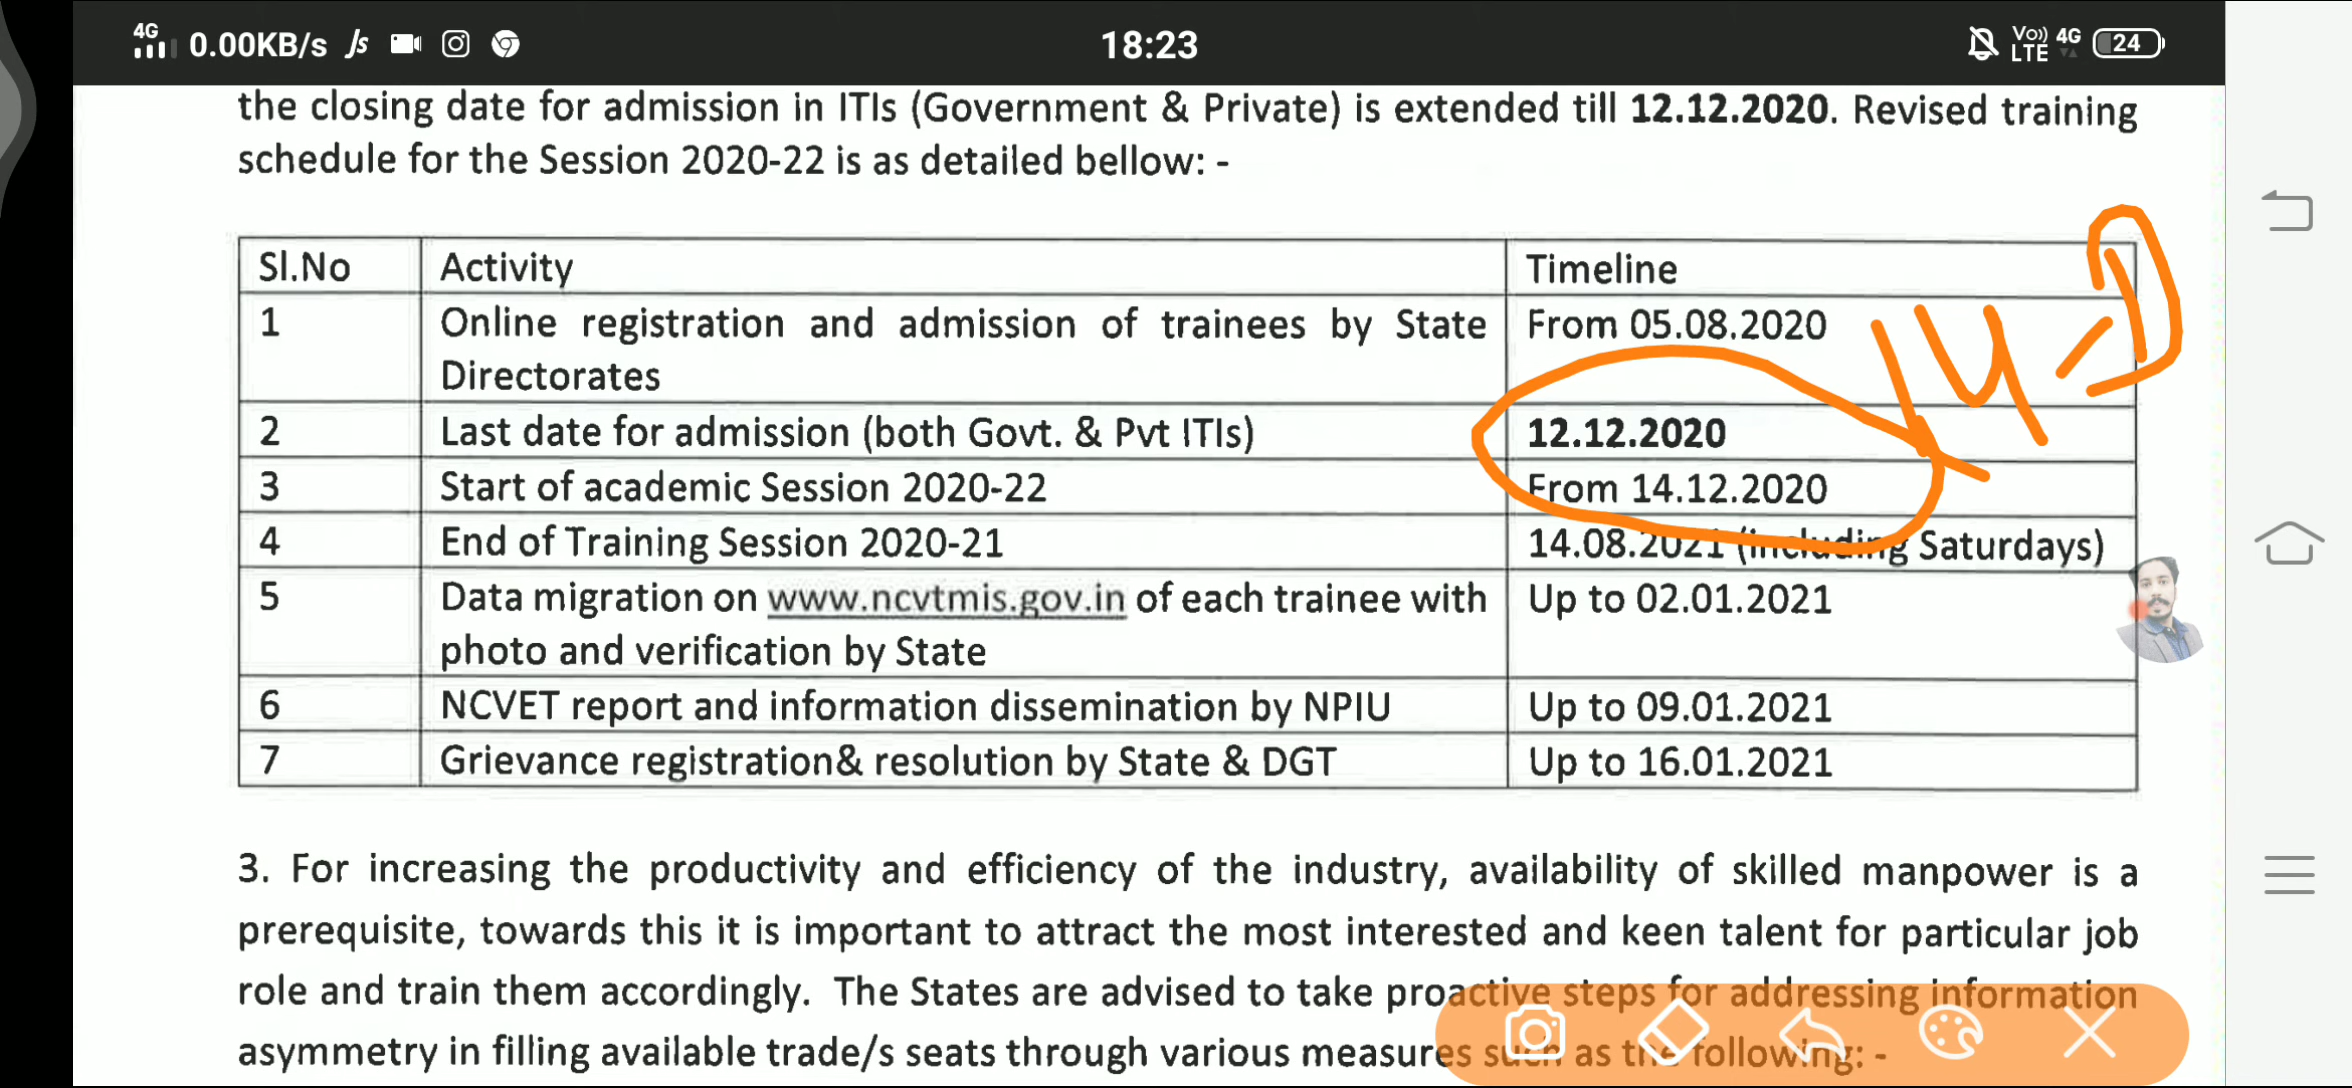 4G 0.00KB/s Js 18:23 Vo)) LTE 4G 24
the closing date for admission in ITIs (Government & Private) is extended till 12.12.2020. Revised training
schedule for the Session 2020-22 is as detailed bellow: -
Sl.No Activity Timeline
1 Online registration and admission of trainees by State Directorates From 05.08.2020
2 Last date for admission (both Govt. & Pvt ITIs) 12.12.2020
3 Start of academic Session 2020-22 From 14.12.2020
4 End of Training Session 2020-21 14.08.2021 (including Saturdays)
5 Data migration on www.ncvtmis.gov.in of each trainee with photo and verification by State Up to 02.01.2021
6 NCVET report and information dissemination by NPIU Up to 09.01.2021
7 Grievance registration& resolution by State & DGT Up to 16.01.2021
3. For increasing the productivity and efficiency of the industry, availability of skilled manpower is a
prerequisite, towards this it is important to attract the most interested and keen talent for particular job
role and train them accordingly. The States are advised to take proactive steps for addressing information
asymmetry in filling available trade/s seats through various measures such as the following: -